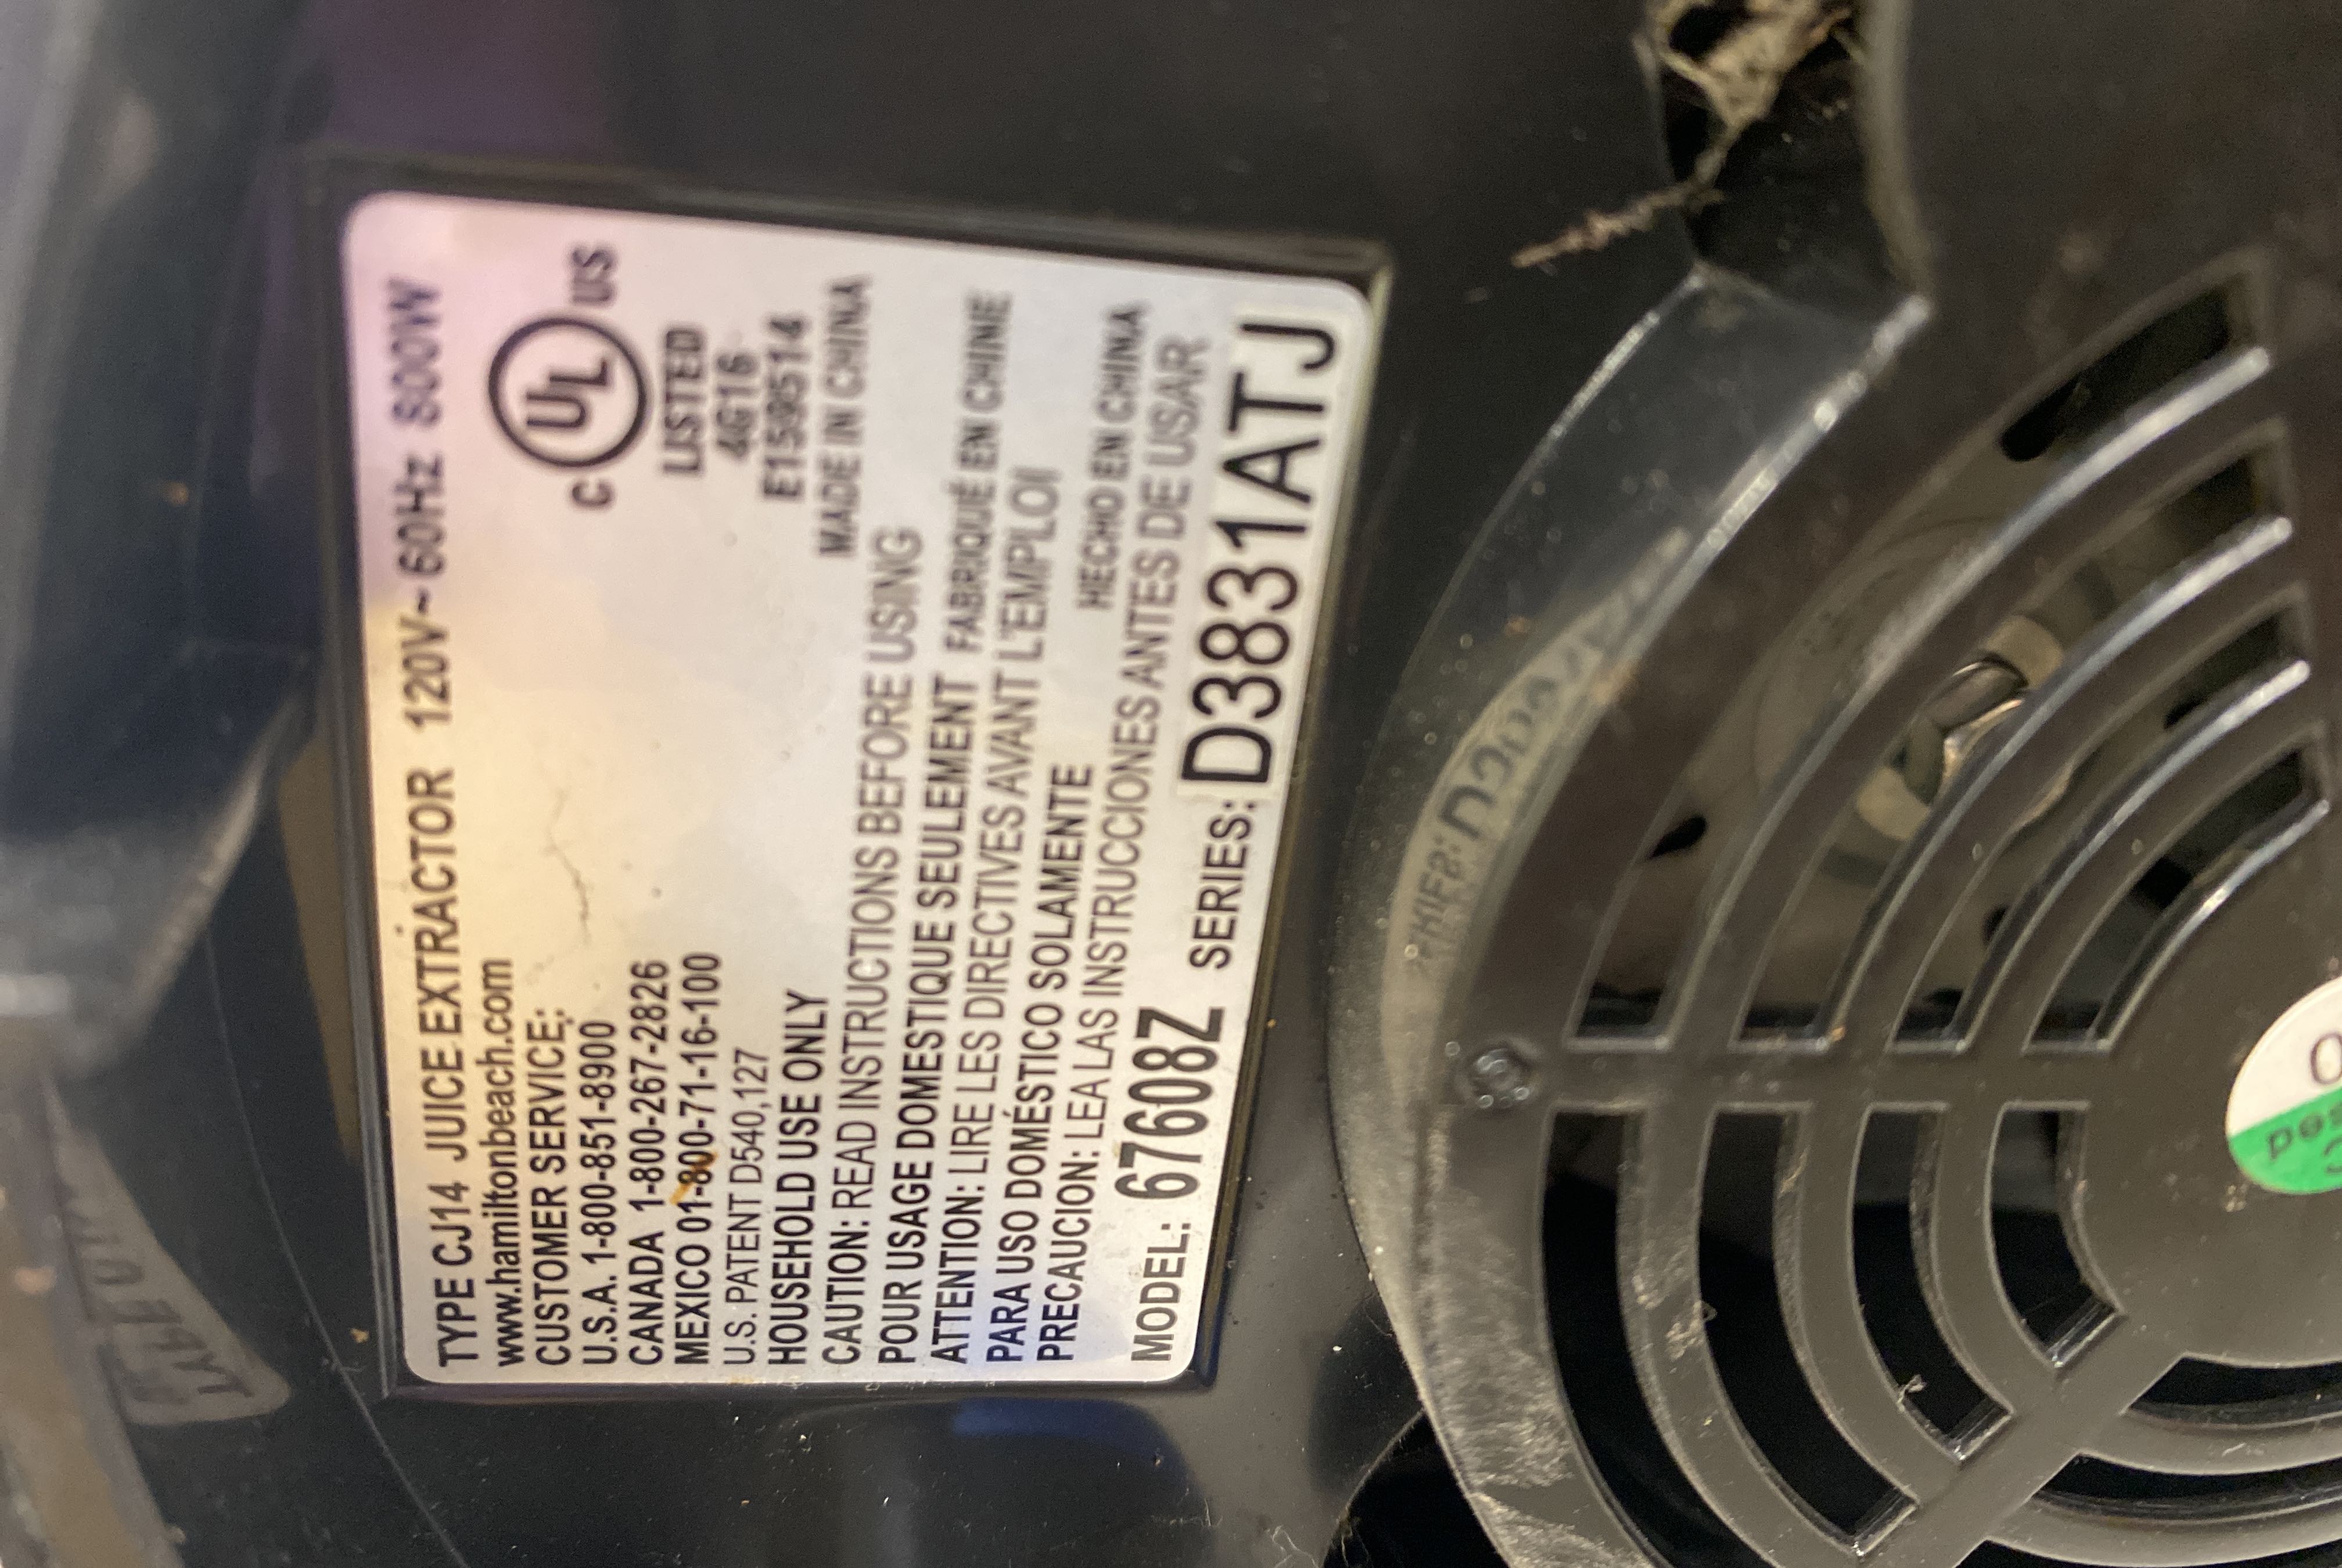 TYPE CJ14 JUICE EXTRACTOR 120V~ 60Hz 800W
www.hamiltonbeach.com
CUSTOMER SERVICE:
U.S.A. 1-800-851-8900
CANADA 1-800-267-2826
MEXICO 01-800-71-16-100
U.S. PATENT D540,127
HOUSEHOLD USE ONLY
C UL US
LISTED
4G16
E159514
MADE IN CHINA
CAUTION: READ INSTRUCTIONS BEFORE USING
POUR USAGE DOMESTIQUE SEULEMENT FABRIQUÉ EN CHINE
ATTENTION: LIRE LES DIRECTIVES AVANT L'EMPLOI
PARA USO DOMÉSTICO SOLAMENTE HECHO EN CHINA
PRECAUCION: LEA LAS INSTRUCCIONES ANTES DE USAR
MODEL: 67608Z SERIES: D3831ATJ